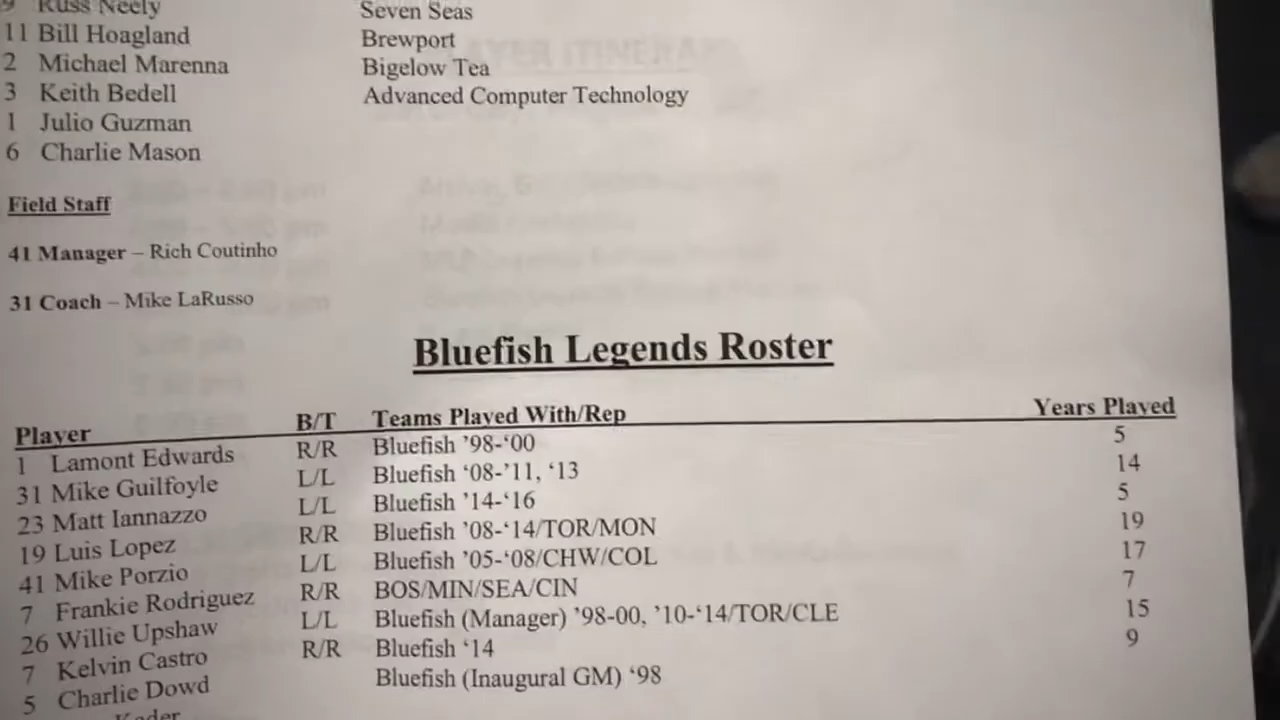 9 Russ Neely Seven Seas
11 Bill Hoagland Brewport
2 Michael Marenna Bigelow Tea
3 Keith Bedell Advanced Computer Technology
1 Julio Guzman
6 Charlie Mason
Field Staff
41 Manager – Rich Coutinho
31 Coach – Mike LaRusso
Bluefish Legends Roster
Player B/T Teams Played With/Rep Years Played
1 Lamont Edwards R/R Bluefish ’98-‘00 5
31 Mike Guilfoyle L/L Bluefish ‘08-’11, ‘13 14
23 Matt Iannazzo L/L Bluefish ’14-‘16 5
19 Luis Lopez R/R Bluefish ’08-‘14/TOR/MON 19
41 Mike Porzio L/L Bluefish ’05-‘08/CHW/COL 17
7 Frankie Rodriguez R/R BOS/MIN/SEA/CIN 7
26 Willie Upshaw L/L Bluefish (Manager) ’98-00, ’10-‘14/TOR/CLE 15
7 Kelvin Castro R/R Bluefish ‘14 9
5 Charlie Dowd Bluefish (Inaugural GM) ‘98